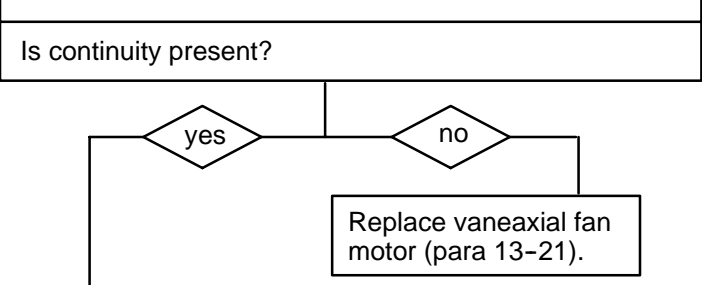 Is continuity present?
yes
no
Replace vaneaxial fan
motor (para 13-21).